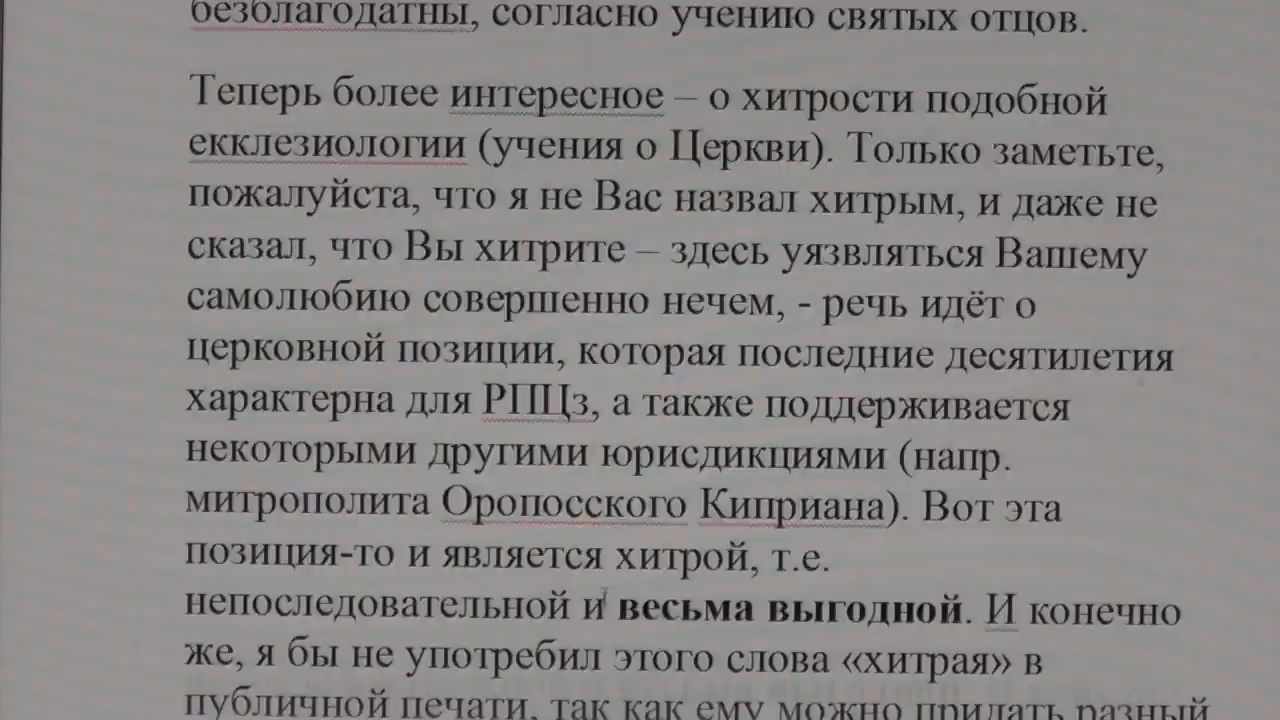 безблагодатны, согласно учению святых отцов.
Теперь более интересное – о хитрости подобной
екклезиологии (учения о Церкви). Только заметьте,
пожалуйста, что я не Вас назвал хитрым, и даже не
сказал, что Вы хитрите – здесь уязвляться Вашему
самолюбию совершенно нечем, - речь идёт о
церковной позиции, которая последние десятилетия
характерна для РПЦз, а также поддерживается
некоторыми другими юрисдикциями (напр.
митрополита Оропосского Киприана). Вот эта
позиция-то и является хитрой, т.е.
непоследовательной и весьма выгодной. И конечно
же, я бы не употребил этого слова «хитрая» в
публичной печати, так как ему можно придать разный